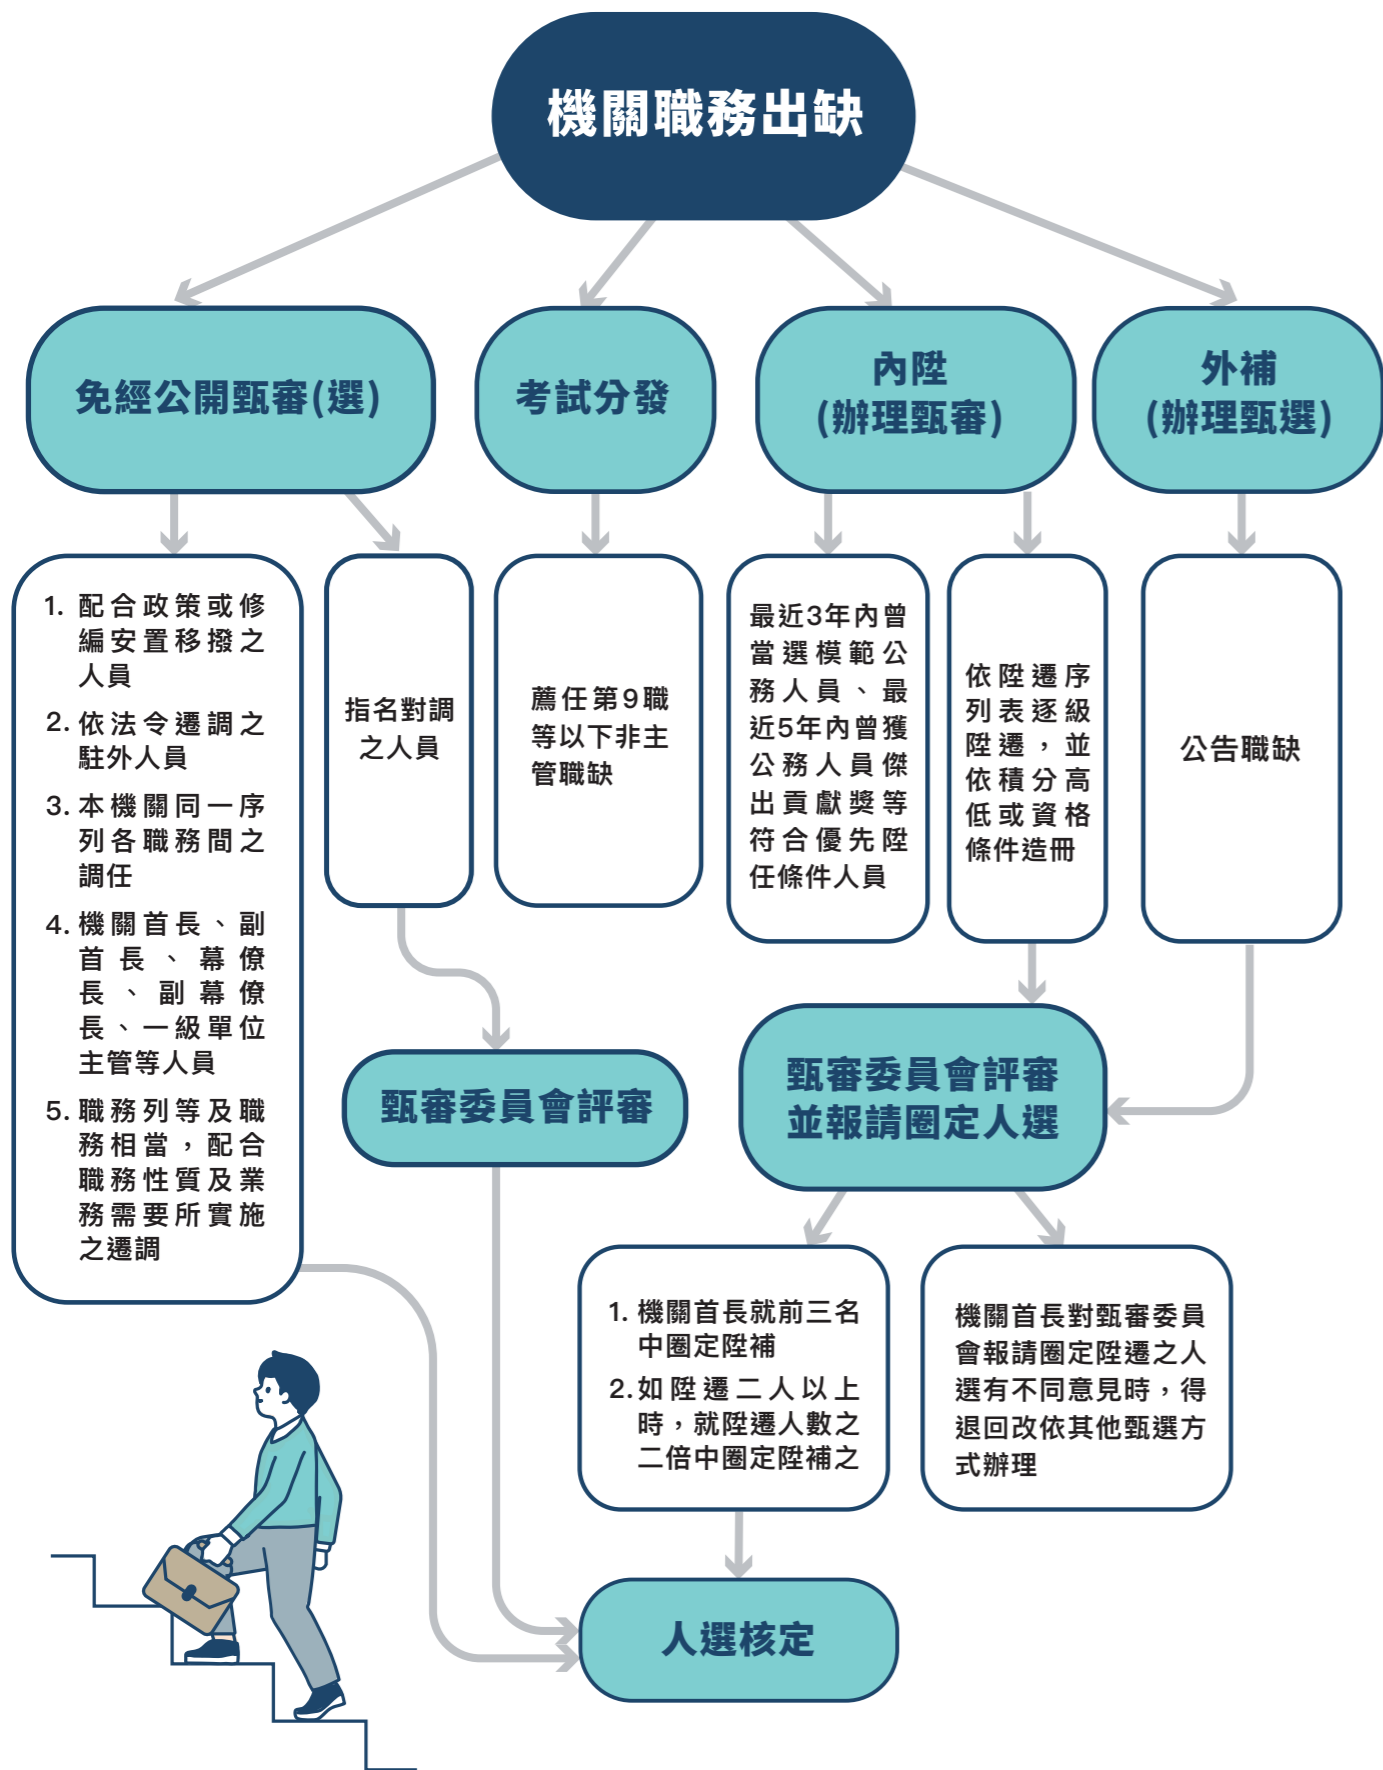 機關職務出缺
免經公開甄審(選)
考試分發
內陞
(辦理甄審)
外補
(辦理甄選)
1. 配合政策或修
編安置移撥之
人員
2. 依法令遷調之
駐外人員
3. 本機關同一序
列各職務間之
調任
4. 機關首長、副
首長、幕僚
長、副幕僚
長、一級單位
主管等人員
5. 職務列等及職
務相當，配合
職務性質及業
務需要所實施
之遷調
指名對調
之人員
薦任第9職
等以下非主
管職缺
最近3年內曾
當選模範公
務人員、最
近5年內曾獲
公務人員傑
出貢獻獎等
符合優先陞
任條件人員
依陞遷序
列表逐級
陞遷，並
依積分高
低或資格
條件造冊
公告職缺
甄審委員會評審
甄審委員會評審
並報請圈定人選
1. 機關首長就前三名
中圈定陞補
2. 如陞遷二人以上
時，就陞遷人數之
二倍中圈定陞補之
機關首長對甄審委員
會報請圈定陞遷之人
選有不同意見時，得
退回改依其他甄選方
式辦理
人選核定